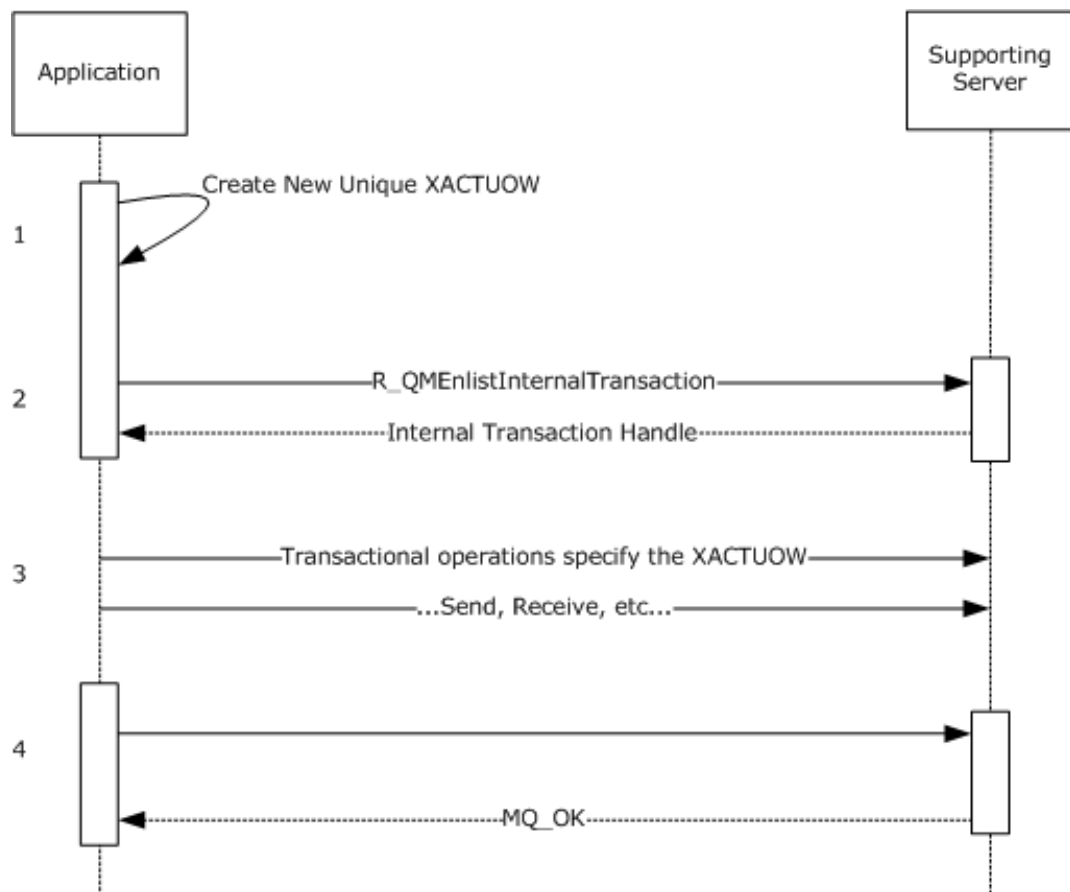 Application
Supporting
Server
Create New Unique XACTUOW
1
R_QMEnlistInternalTransaction
2
Internal Transaction Handle
Transactional operations specify the XACTUOW
3
...Send, Receive, etc...
4
MQ_OK